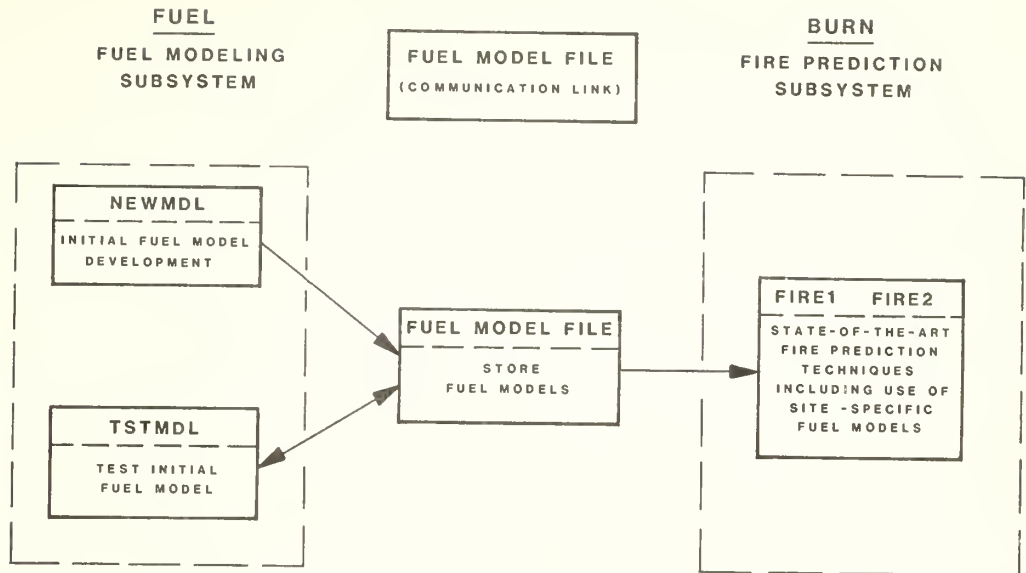 FUEL
FUEL MODELING
SUBSYSTEM
FUEL MODEL FILE
(COMMUNICATION LINK)
BURN
FIRE PREDICTION
SUBSYSTEM
NEWMDL
INITIAL FUEL MODEL
DEVELOPMENT
TSTMDL
TEST INITIAL
FUEL MODEL
FUEL MODEL FILE
STORE
FUEL MODELS
FIRE1 FIRE2
STATE-OF-THE-ART
FIRE PREDICTION
TECHNIQUES
INCLUDING USE OF
SITE -SPECIFIC
FUEL MODELS